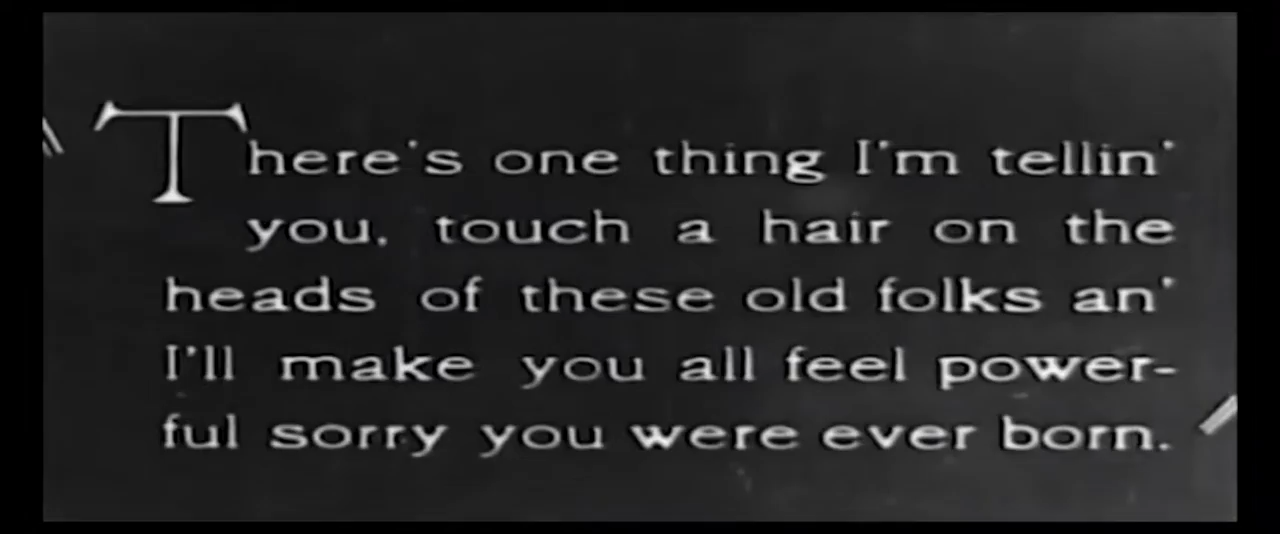 There's one thing I'm tellin'
you, touch a hair on the
heads of these old folks an'
I'll make you all feel power-
ful sorry you were ever born.